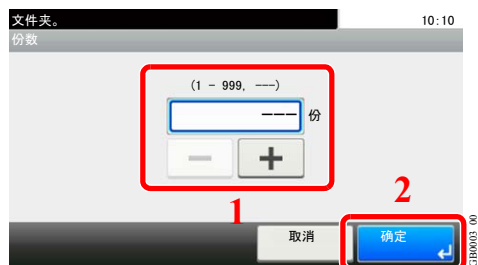 文件夹。
10:10
份数
(1 - 999, ---)
--- 份
- +
1
2
取消
确定
GB0003_00